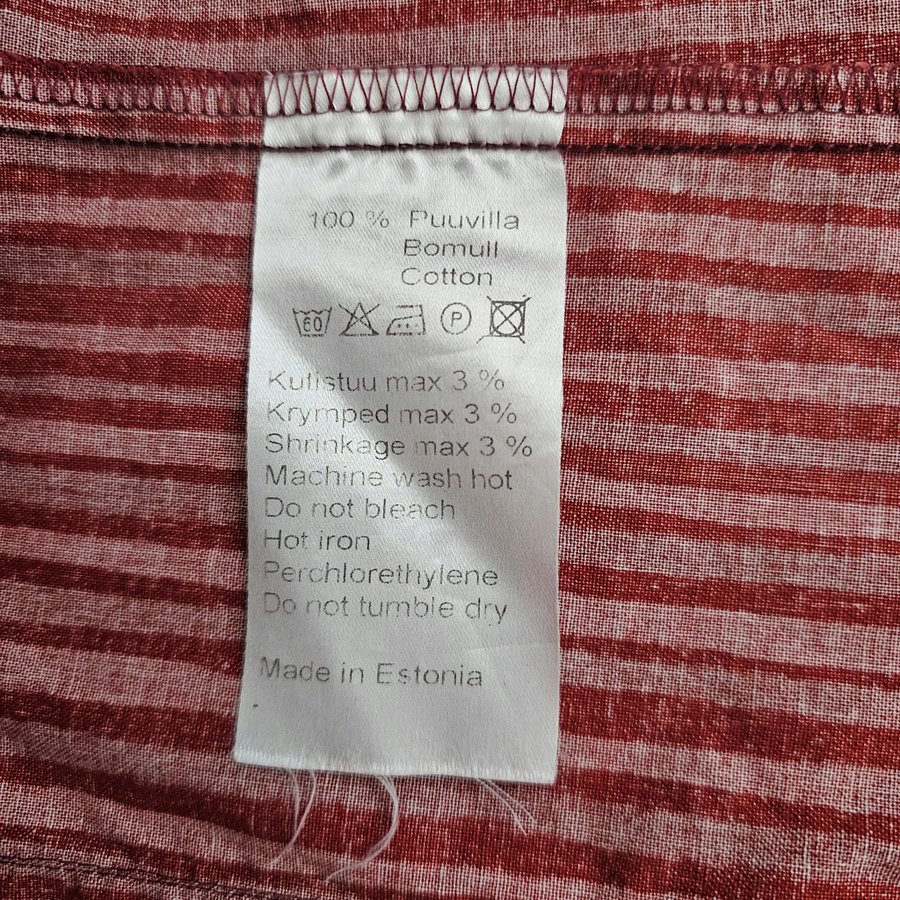 100 % Puuvilla
Bomull
Cotton
60 P
Kutistuu max 3 %
Krymped max 3 %
Shrinkage max 3 %
Machine wash hot
Do not bleach
Hot iron
Perchlorethylene
Do not tumble dry
Made in Estonia